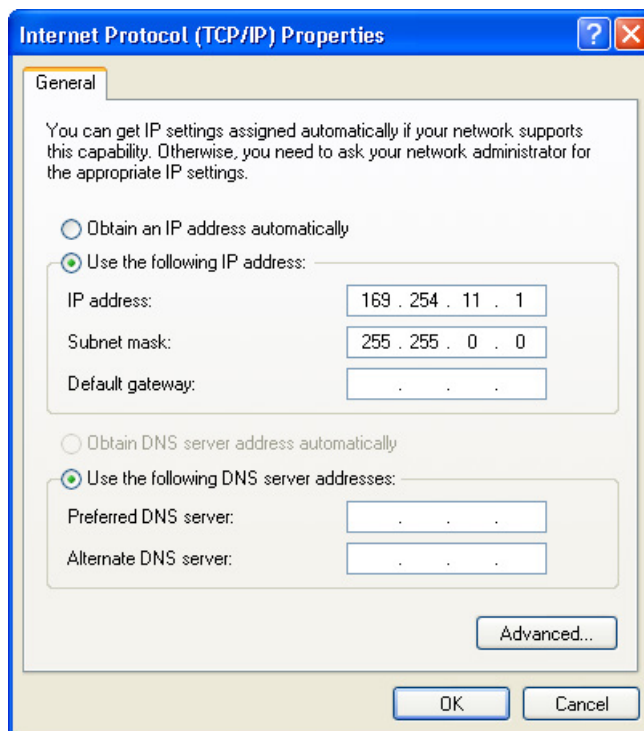 Internet Protocol (TCP/IP) Properties
General
You can get IP settings assigned automatically if your network supports
this capability. Otherwise, you need to ask your network administrator for
the appropriate IP settings.
Obtain an IP address automatically
Use the following IP address:
IP address: 169 . 254 . 11 . 1
Subnet mask: 255 . 255 . 0 . 0
Default gateway: . . .
Obtain DNS server address automatically
Use the following DNS server addresses:
Preferred DNS server: . . .
Alternate DNS server: . . .
Advanced...
OK Cancel